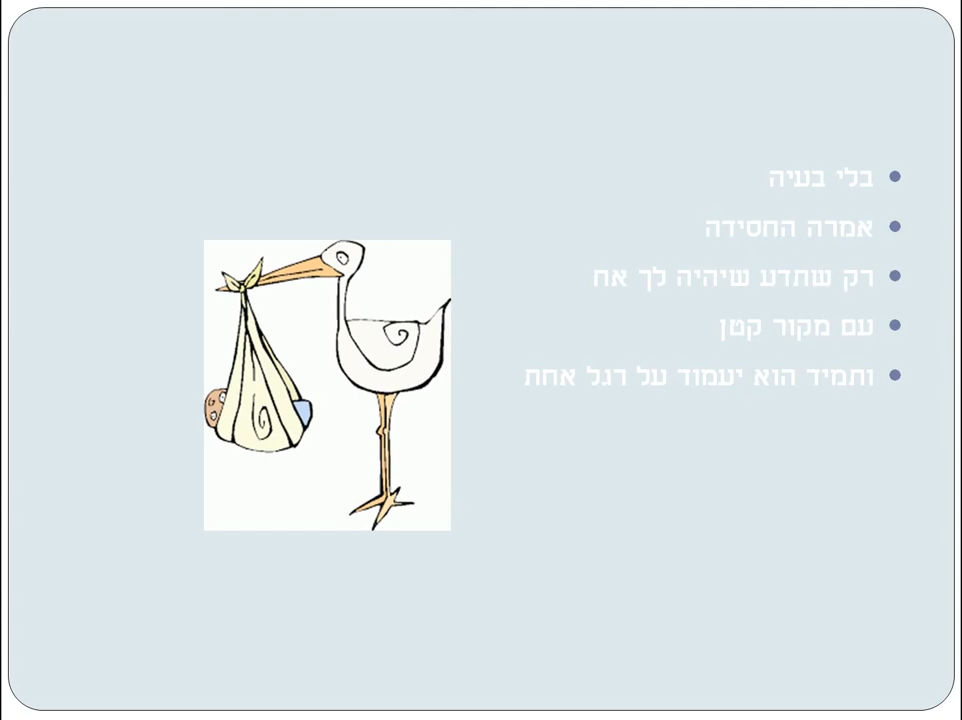 בלי בעיה
אמרה החסידה
רק שתדע שיהיה לך אח
עם מקור קטן
ותמיד הוא יעמוד על רגל אחת